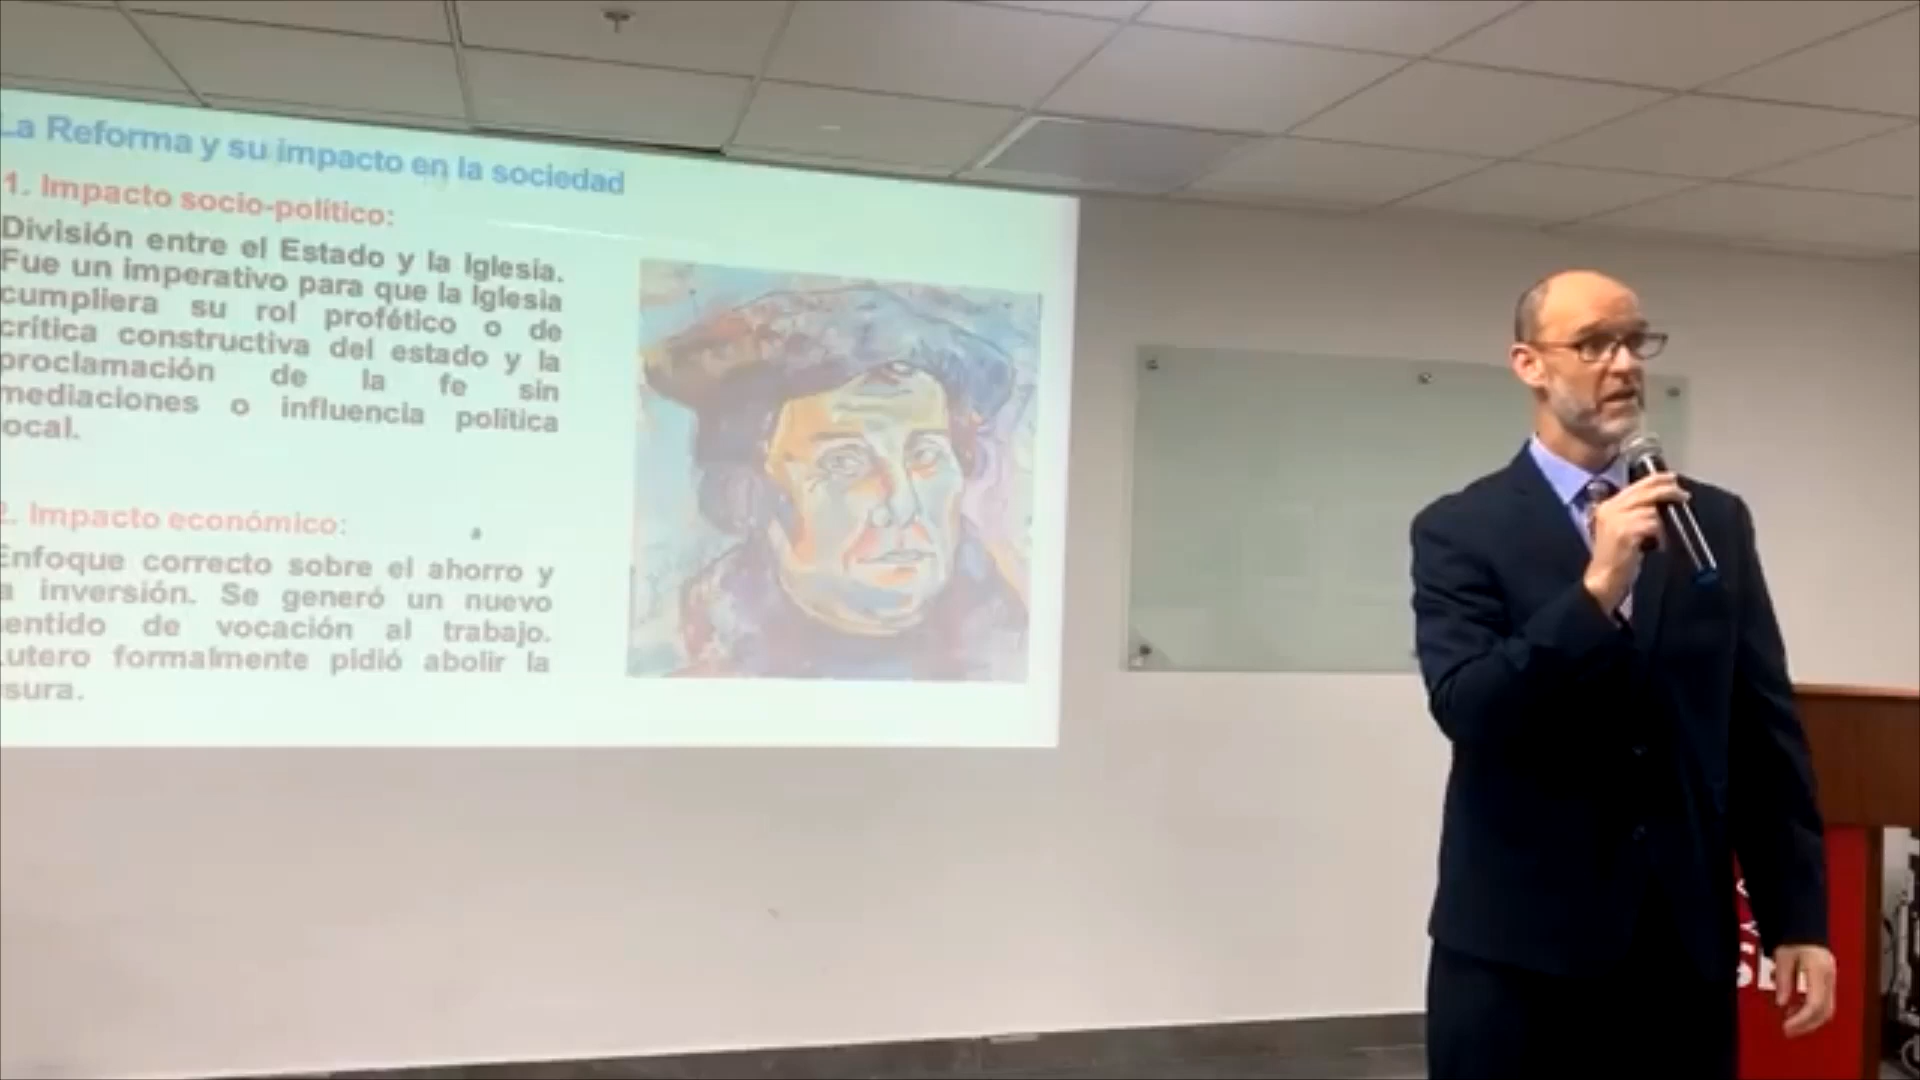 La Reforma y su impacto en la sociedad
1. Impacto socio-político:
División entre el Estado y la Iglesia.
Fue un imperativo para que la Iglesia
cumpliera su rol profético o de
crítica constructiva del estado y la
proclamación de la fe sin
mediaciones o influencia política
local.
2. Impacto económico:
Enfoque correcto sobre el ahorro y
la inversión. Se generó un nuevo
sentido de vocación al trabajo.
Lutero formalmente pidió abolir la
usura.